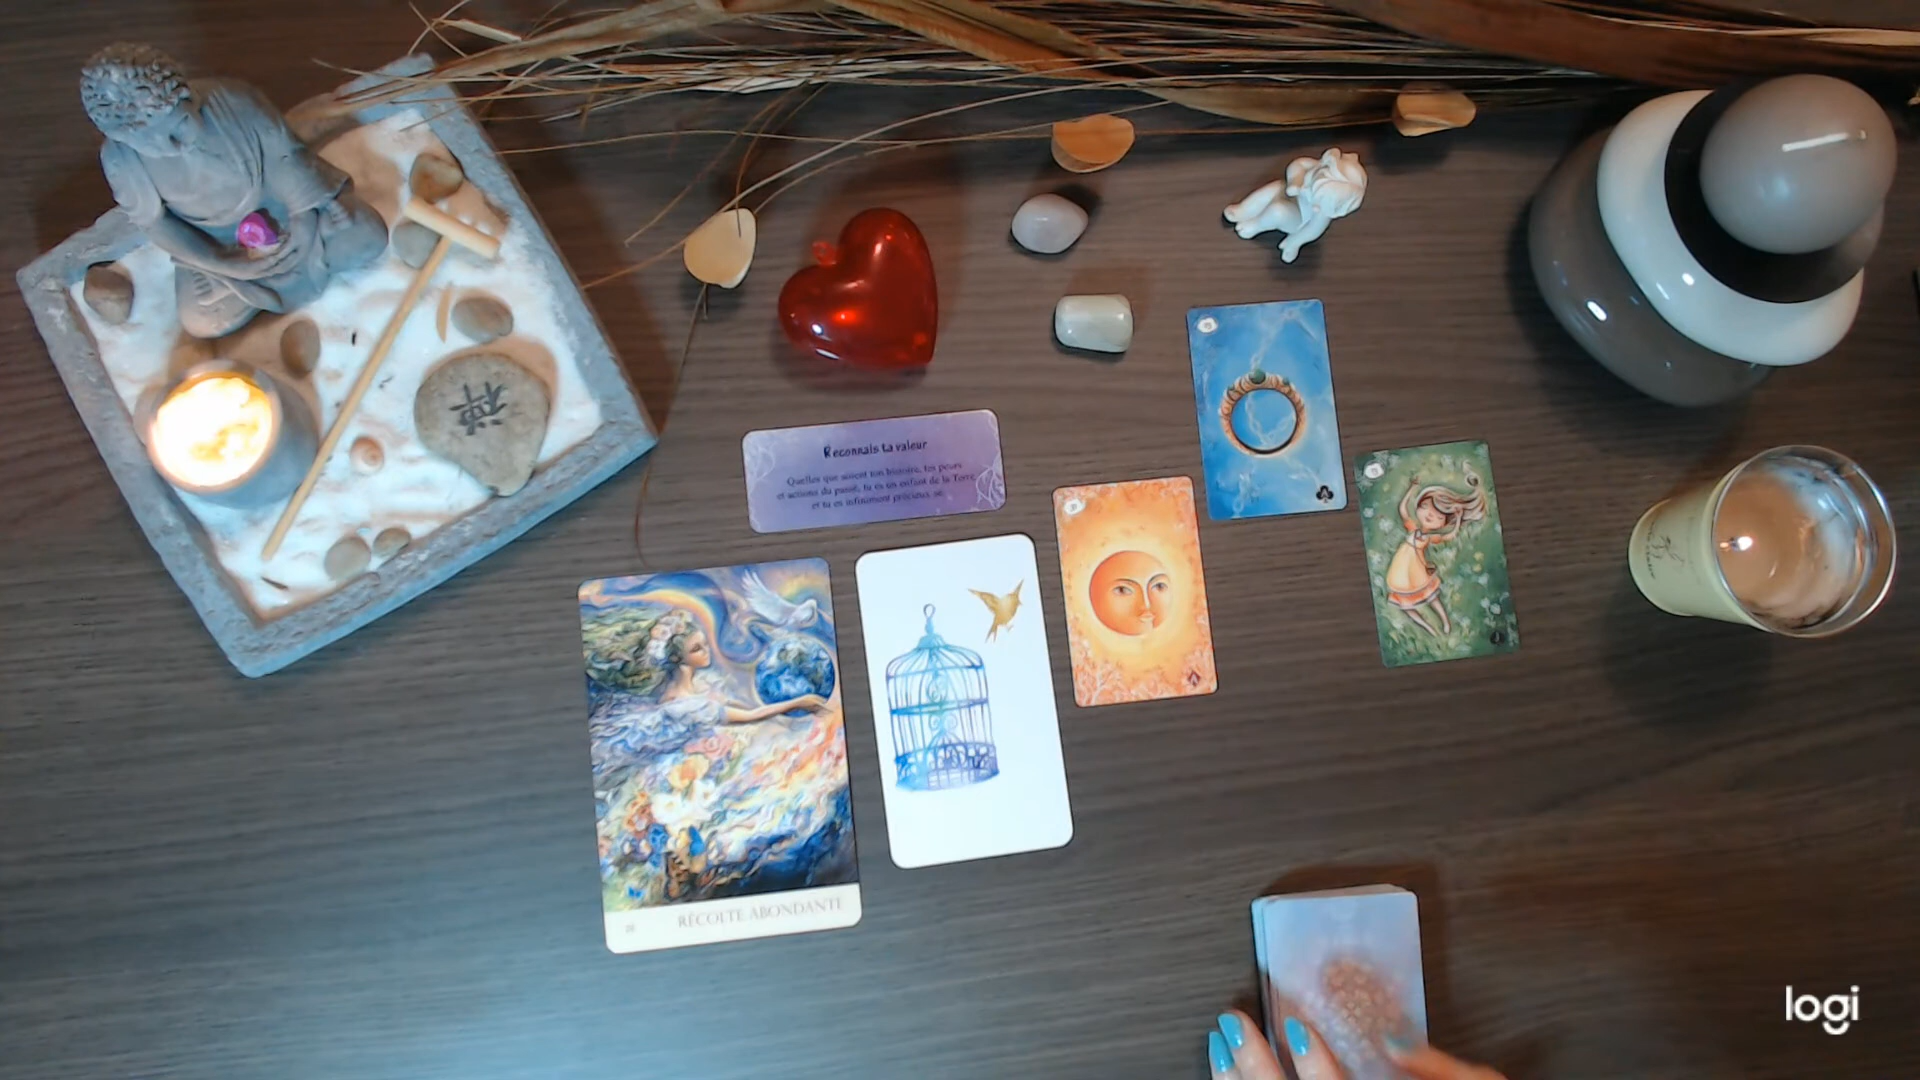 禅
Reconnais ta valeur
Quelles que soient ton histoire, tes peurs
et actions du passé, tu es un enfant de la Terre
et tu es infiniment précieux
RÉCOLTE ABONDANTE
logi